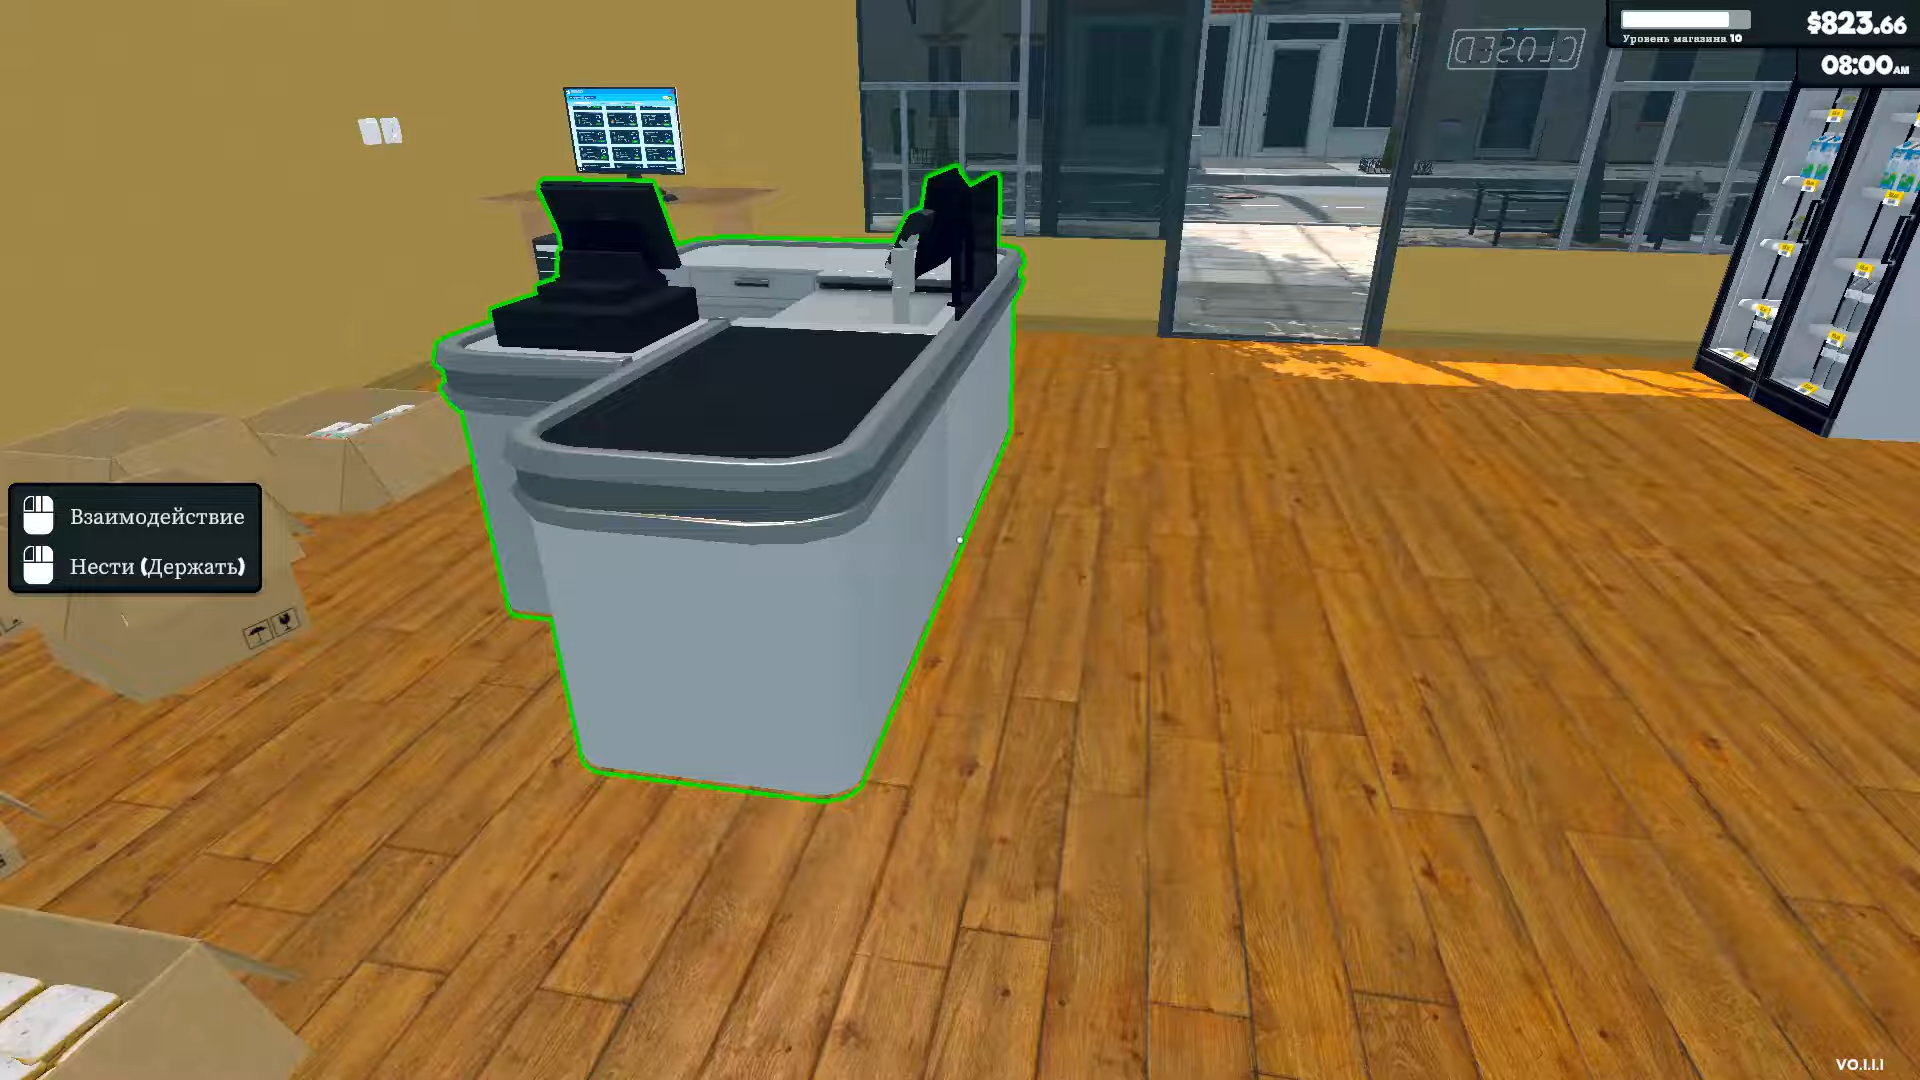 CLOSED
$823.66
Уровень магазина 10
08:00AM
Взаимодействие
Нести (Держать)
V0.1.1.1